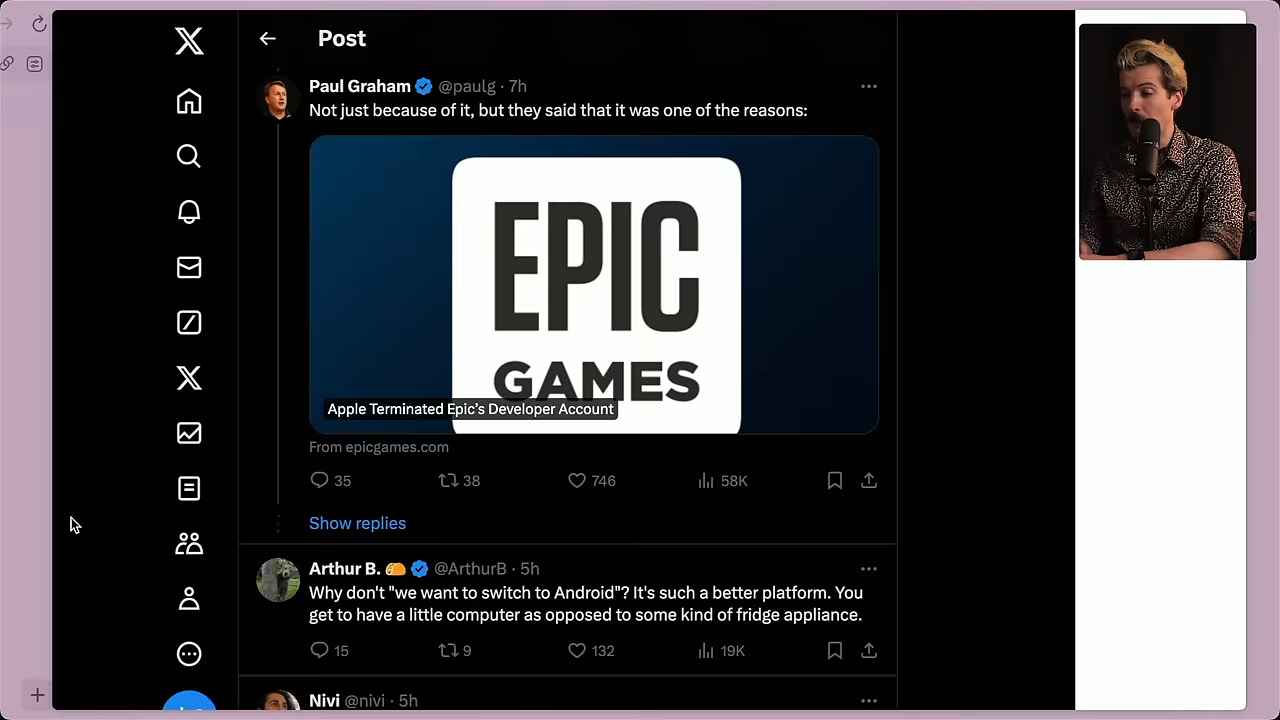 Post
Paul Graham @paulg · 7h
Not just because of it, but they said that it was one of the reasons:
EPIC
GAMES
Apple Terminated Epic's Developer Account
From epicgames.com
35 38 746 58K
Show replies
Arthur B. 🌮 @ArthurB · 5h
Why don't "we want to switch to Android"? It's such a better platform. You
get to have a little computer as opposed to some kind of fridge appliance.
15 9 132 19K
Nivi @nivi · 5h